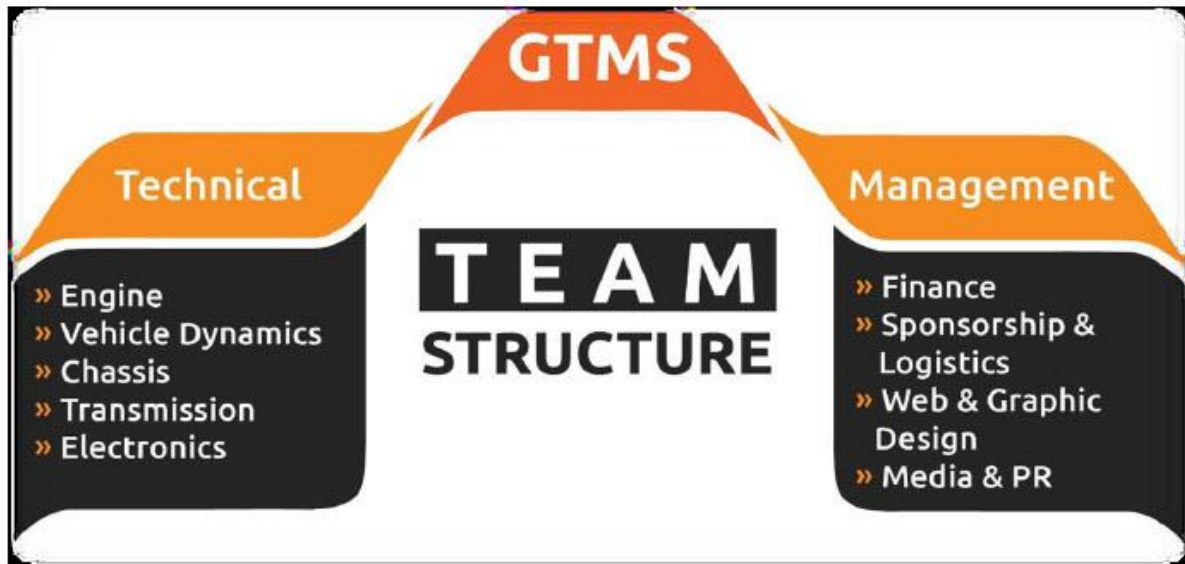 GTMS
Technical
» Engine
» Vehicle Dynamics
» Chassis
» Transmission
» Electronics
TEAM
STRUCTURE
Management
» Finance
» Sponsorship &
Logistics
» Web & Graphic
Design
» Media & PR